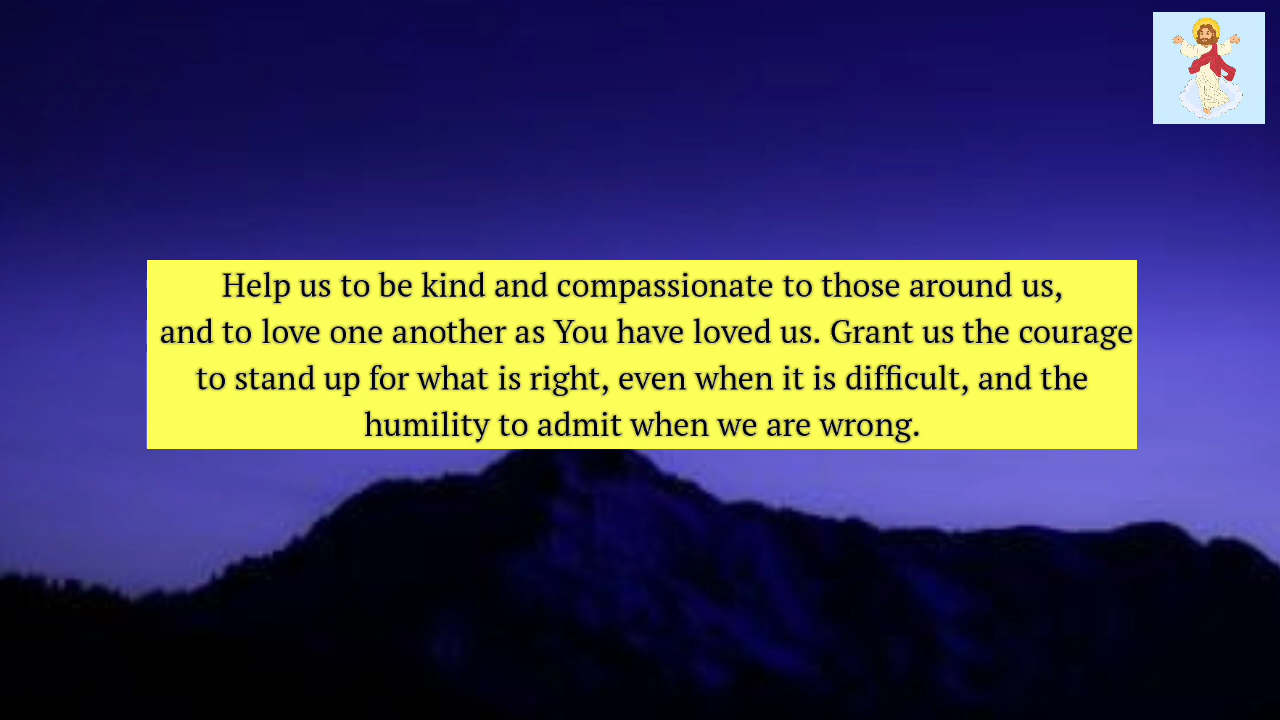 Help us to be kind and compassionate to those around us,
and to love one another as You have loved us. Grant us the courage
to stand up for what is right, even when it is difficult, and the
humility to admit when we are wrong.